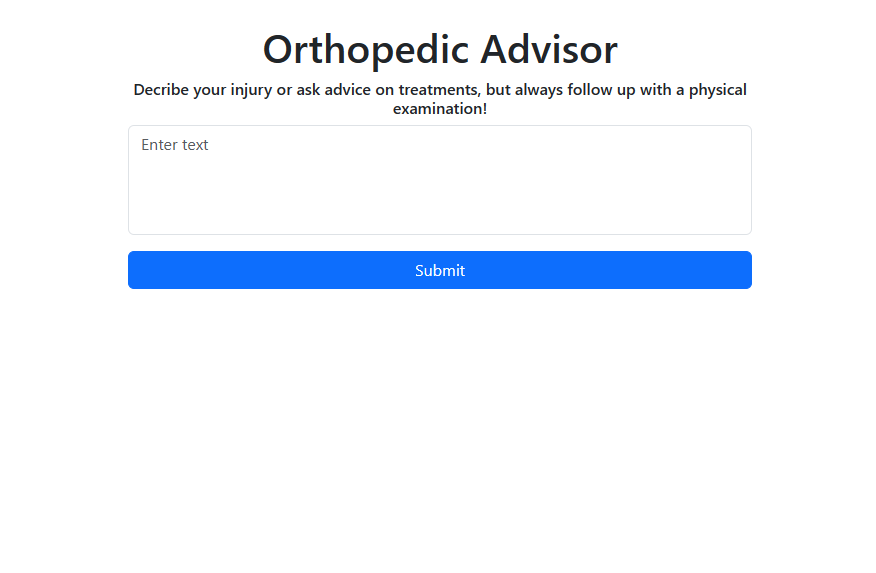 Orthopedic Advisor
Decribe your injury or ask advice on treatments, but always follow up with a physical
examination!
Enter text
Submit